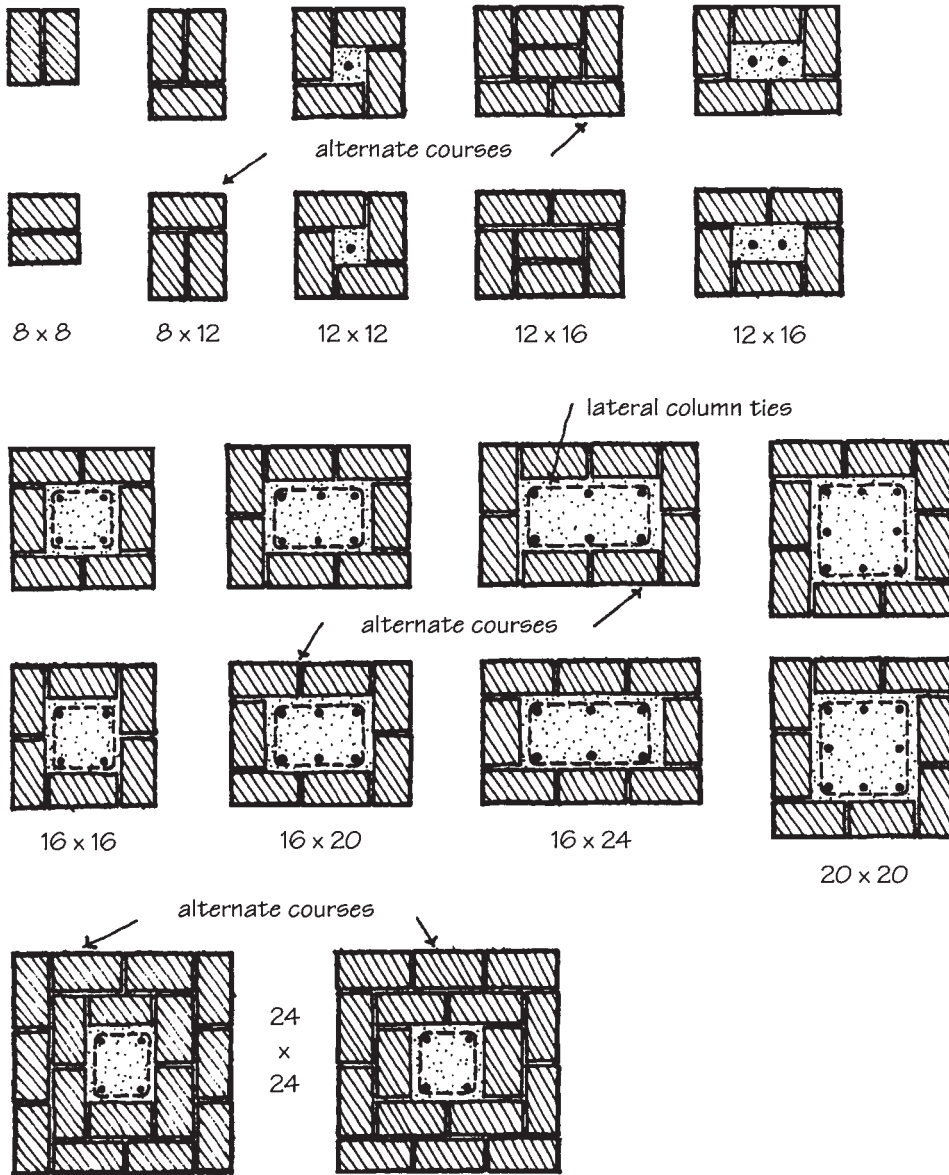 alternate courses
8 x 8
8 x 12
12 x 12
12 x 16
12 x 16
lateral column ties
alternate courses
16 x 16
16 x 20
16 x 24
20 x 20
alternate courses
24
x
24